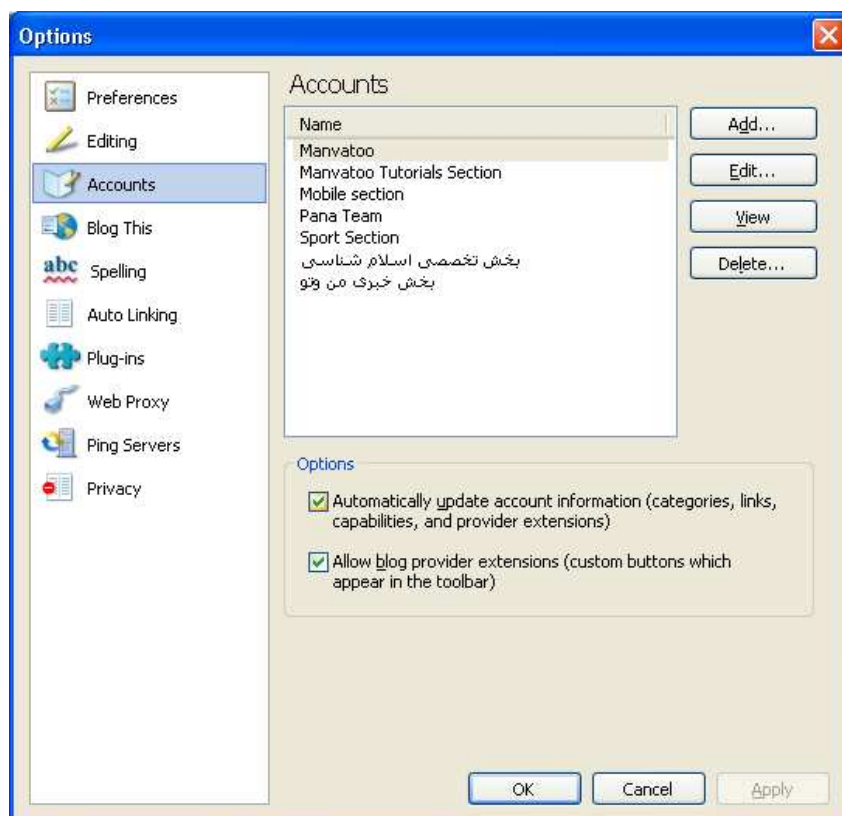 Options
Preferences
Editing
Accounts
Blog This
abc
Spelling
Auto Linking
Plug-ins
Web Proxy
Ping Servers
Privacy
Accounts
Name
Manvatoo
Manvatoo Tutorials Section
Mobile section
Pana Team
Sport Section
بخش تخصصی اسلام شناسی
بخش خبری من وتو
Add...
Edit...
View
Delete...
Options
Automatically update account information (categories, links,
capabilities, and provider extensions)
Allow blog provider extensions (custom buttons which
appear in the toolbar)
OK
Cancel
Apply